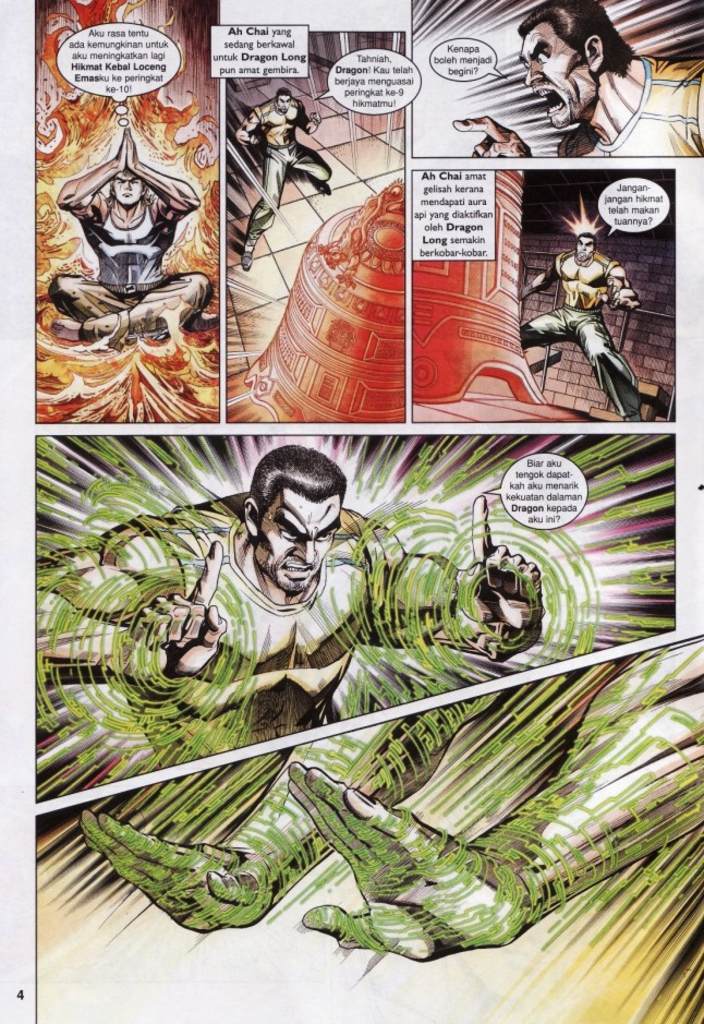 Aku rasa tentu
ada kemungkinan untuk
aku meningkatkan lagi
Hikmat Kebal Loceng
Emasku ke peringkat
ke-10!
Ah Chai yang
sedang berkawal
untuk Dragon Long
pun amat gembira.
Tahniah,
Dragon! Kau telah
berjaya mengusai
peringkat ke-9
hikmatmu!
Kenapa
boleh menjadi
begini?
Ah Chai amat
gelisah kerana
mendapati aura
api yang diaktifkan
oleh Dragon
Long semakin
berkobar-kobar.
Jangan-
jangan hikmat
telah makan
tuannya?
Biar aku
tengok dapat-
kah aku menarik
kekuatan dalaman
Dragon kepada
aku ini?
4